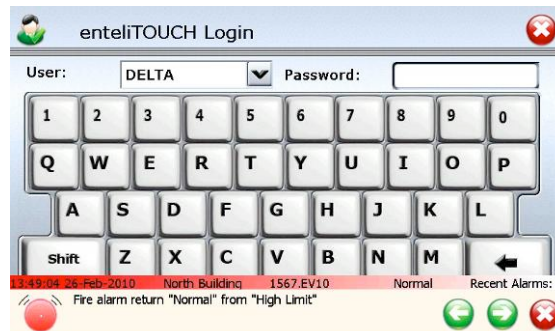 enteliTOUCH Login
User: DELTA Password:
1 2 3 4 5 6 7 8 9 0
Q W E R T Y U I O P
A S D F G H J K L
Shift Z X C V B N M
13:49:04 26-Feb-2010 North Building 1567.EV10 Normal Recent Alarms:
Fire alarm return "Normal" from "High Limit"